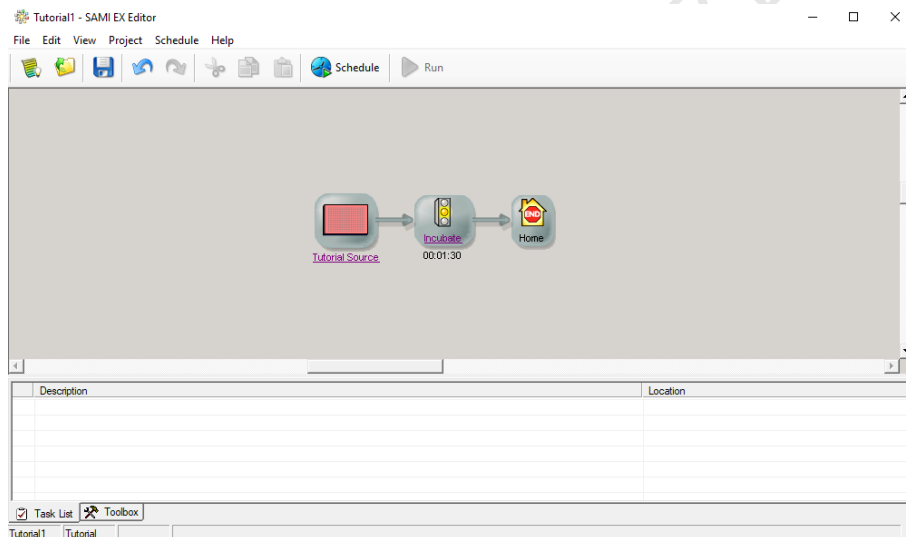 Tutorial1 - SAMI EX Editor
File Edit View Project Schedule Help
Schedule Run
END
Incubate Home
Tutorial Source 00:01:30
Description Location
Task List Toolbox
Tutorial1 Tutorial